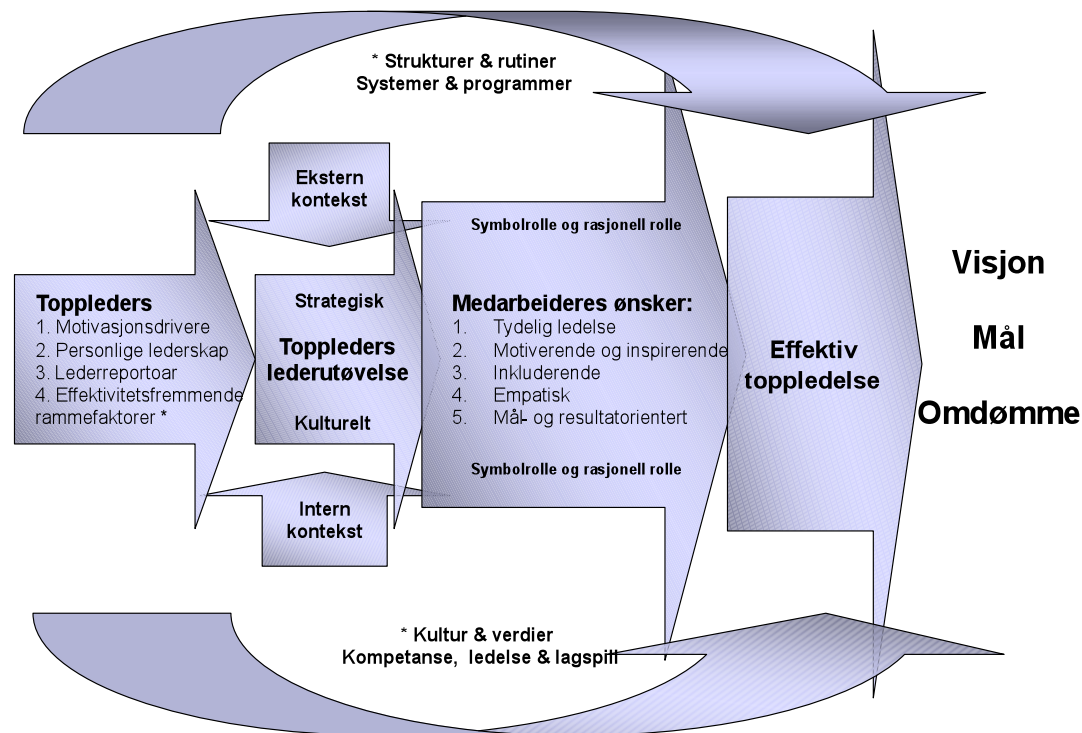 * Strukturer & rutiner
Systemer & programmer
Ekstern
kontekst
Toppleders
1. Motivasjonsdrivere
2. Personlige lederskap
3. Lederreportoar
4. Effektivitetsfremmende
rammefaktorer *
Strategisk
Toppleders
lederutøvelse
Kulturelt
Intern
kontekst
Symbolrolle og rasjonell rolle
Medarbeideres ønsker:
1. Tydelig ledelse
2. Motiverende og inspirerende
3. Inkluderende
4. Empatisk
5. Mål- og resultatorientert
Symbolrolle og rasjonell rolle
Effektiv
toppledelse
Visjon
Mål
Omdømme
* Kultur & verdier
Kompetanse, ledelse & lagspill